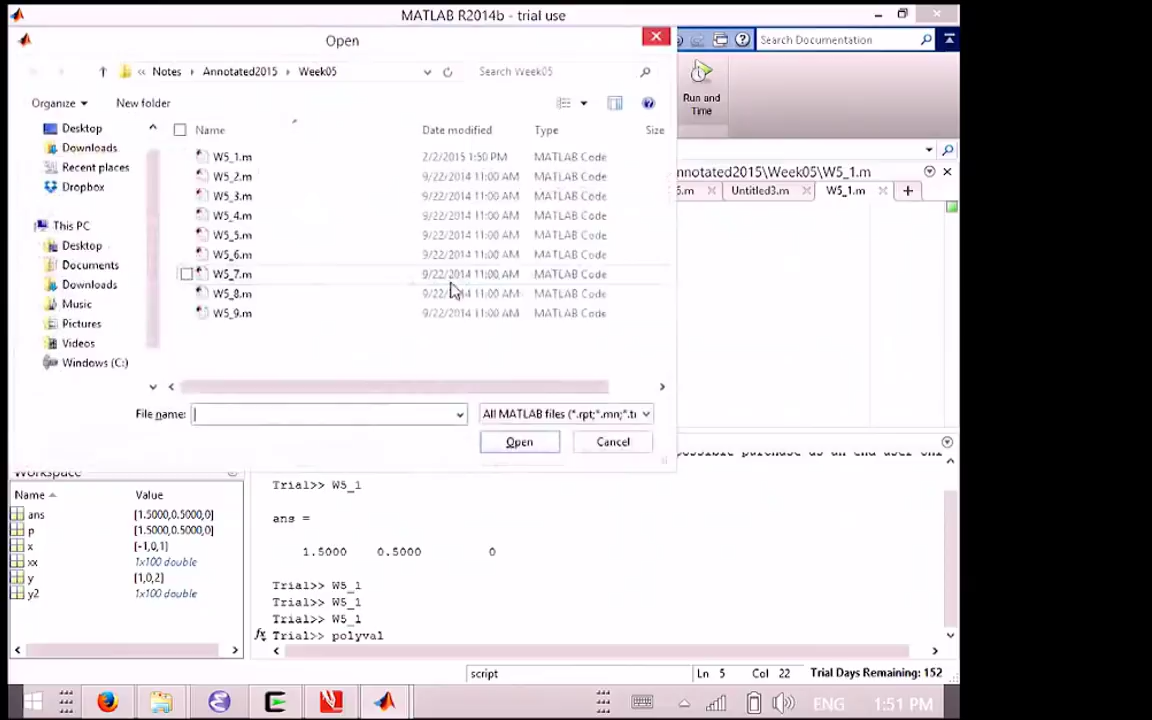 MATLAB R2014b - trial use
Open
Search Documentation
« Notes Annotated2015 Week05
Search Week05
Organize
New folder
Run and
Time
Desktop
Downloads
Recent places
Dropbox
This PC
Desktop
Documents
Downloads
Music
Pictures
Videos
Windows (C:)
Name Date modified Type Size
W5_1.m 2/2/2015 1:50 PM MATLAB Code
W5_2.m 9/22/2014 11:00 AM MATLAB Code
W5_3.m 9/22/2014 11:00 AM MATLAB Code
W5_4.m 9/22/2014 11:00 AM MATLAB Code
W5_5.m 9/22/2014 11:00 AM MATLAB Code
W5_6.m 9/22/2014 11:00 AM MATLAB Code
W5_7.m 9/22/2014 11:00 AM MATLAB Code
W5_8.m 9/22/2014 11:00 AM MATLAB Code
W5_9.m 9/22/2014 11:00 AM MATLAB Code
nnotated2015\Week05\W5_1.m
5.m Untitled3.m W5_1.m
File name:
All MATLAB files (*.rpt;*.mn;*.tı
Open Cancel
purchase as an end user
Workspace
Name Value
ans [1.5000,0.5000,0]
p [1.5000,0.5000,0]
x [-1,0,1]
xx 1x100 double
y [1,0,2]
y2 1x100 double
Trial>> W5_1
ans =
1.5000 0.5000 0
Trial>> W5_1
Trial>> W5_1
Trial>> W5_1
fx Trial>> polyval
script
Ln 5 Col 22
Trial Days Remaining: 152
ENG
1:51 PM